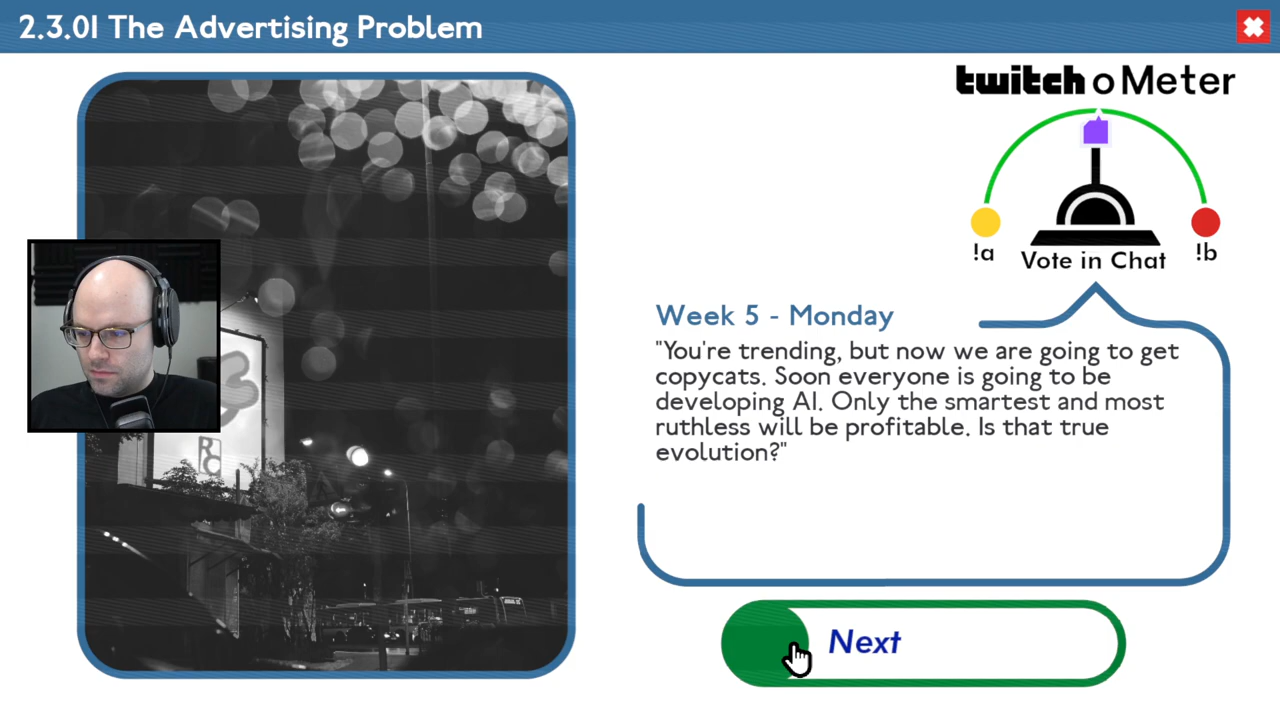 2.3.01 The Advertising Problem
twitch o Meter
!a
Vote in Chat
!b
Week 5 - Monday
"You're trending, but now we are going to get
copycats. Soon everyone is going to be
developing AI. Only the smartest and most
ruthless will be profitable. Is that true
evolution?"
Next